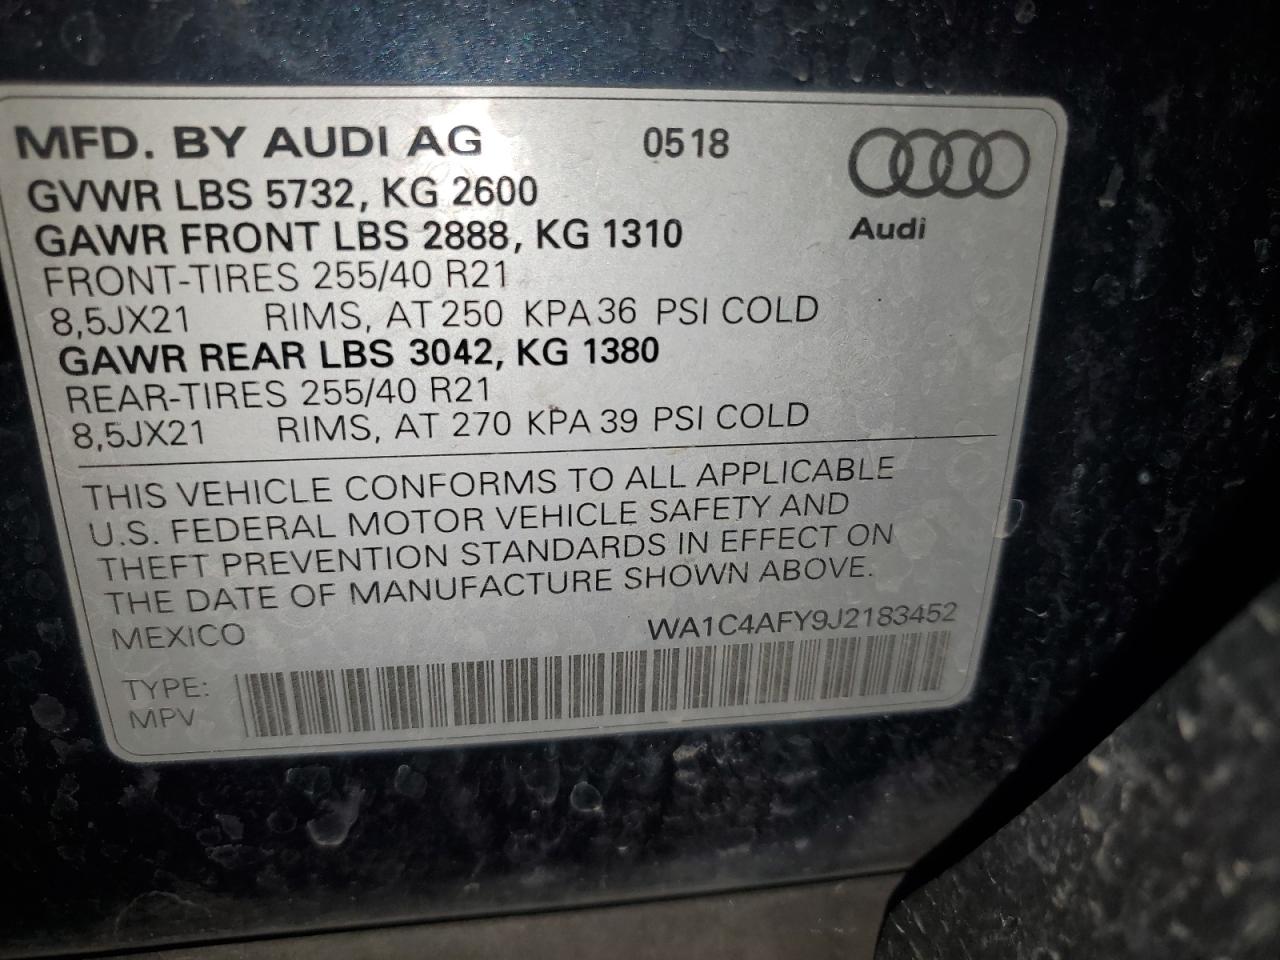 MFD. BY AUDI AG 0518
Audi
GVWR LBS 5732, KG 2600
GAWR FRONT LBS 2888, KG 1310
FRONT-TIRES 255/40 R21
8,5JX21 RIMS, AT 250 KPA 36 PSI COLD
GAWR REAR LBS 3042, KG 1380
REAR-TIRES 255/40 R21
8,5JX21 RIMS, AT 270 KPA 39 PSI COLD
THIS VEHICLE CONFORMS TO ALL APPLICABLE
U.S. FEDERAL MOTOR VEHICLE SAFETY AND
THEFT PREVENTION STANDARDS IN EFFECT ON
THE DATE OF MANUFACTURE SHOWN ABOVE.
MEXICO WA1C4AFY9J2183452
TYPE:
MPV